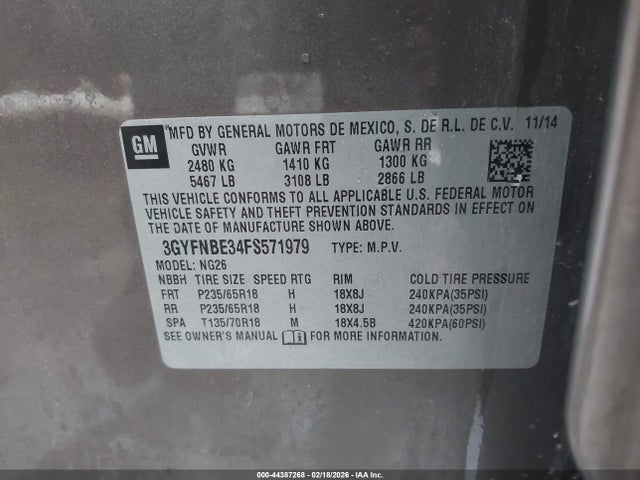 GM
MFD BY GENERAL MOTORS DE MEXICO, S. DE R.L. DE C.V. 11/14
GVWR GAWR FRT GAWR RR
2480 KG 1410 KG 1300 KG
5467 LB 3108 LB 2866 LB
THIS VEHICLE CONFORMS TO ALL APPLICABLE U.S. FEDERAL MOTOR
VEHICLE SAFETY AND THEFT PREVENTION STANDARDS IN EFFECT ON
THE DATE OF MANUFACTURE SHOWN ABOVE.
3GYFNBE34FS571979 TYPE: M.P.V.
MODEL: NG26
NBBH TIRE SIZE SPEED RTG RIM COLD TIRE PRESSURE
FRT P235/65R18 H 18X8J 240KPA(35PSI)
RR P235/65R18 H 18X8J 240KPA(35PSI)
SPA T135/70R18 M 18X4.5B 420KPA(60PSI)
SEE OWNER'S MANUAL FOR MORE INFORMATION.
000-44387268 - 02/18/2026 - IAA Inc.